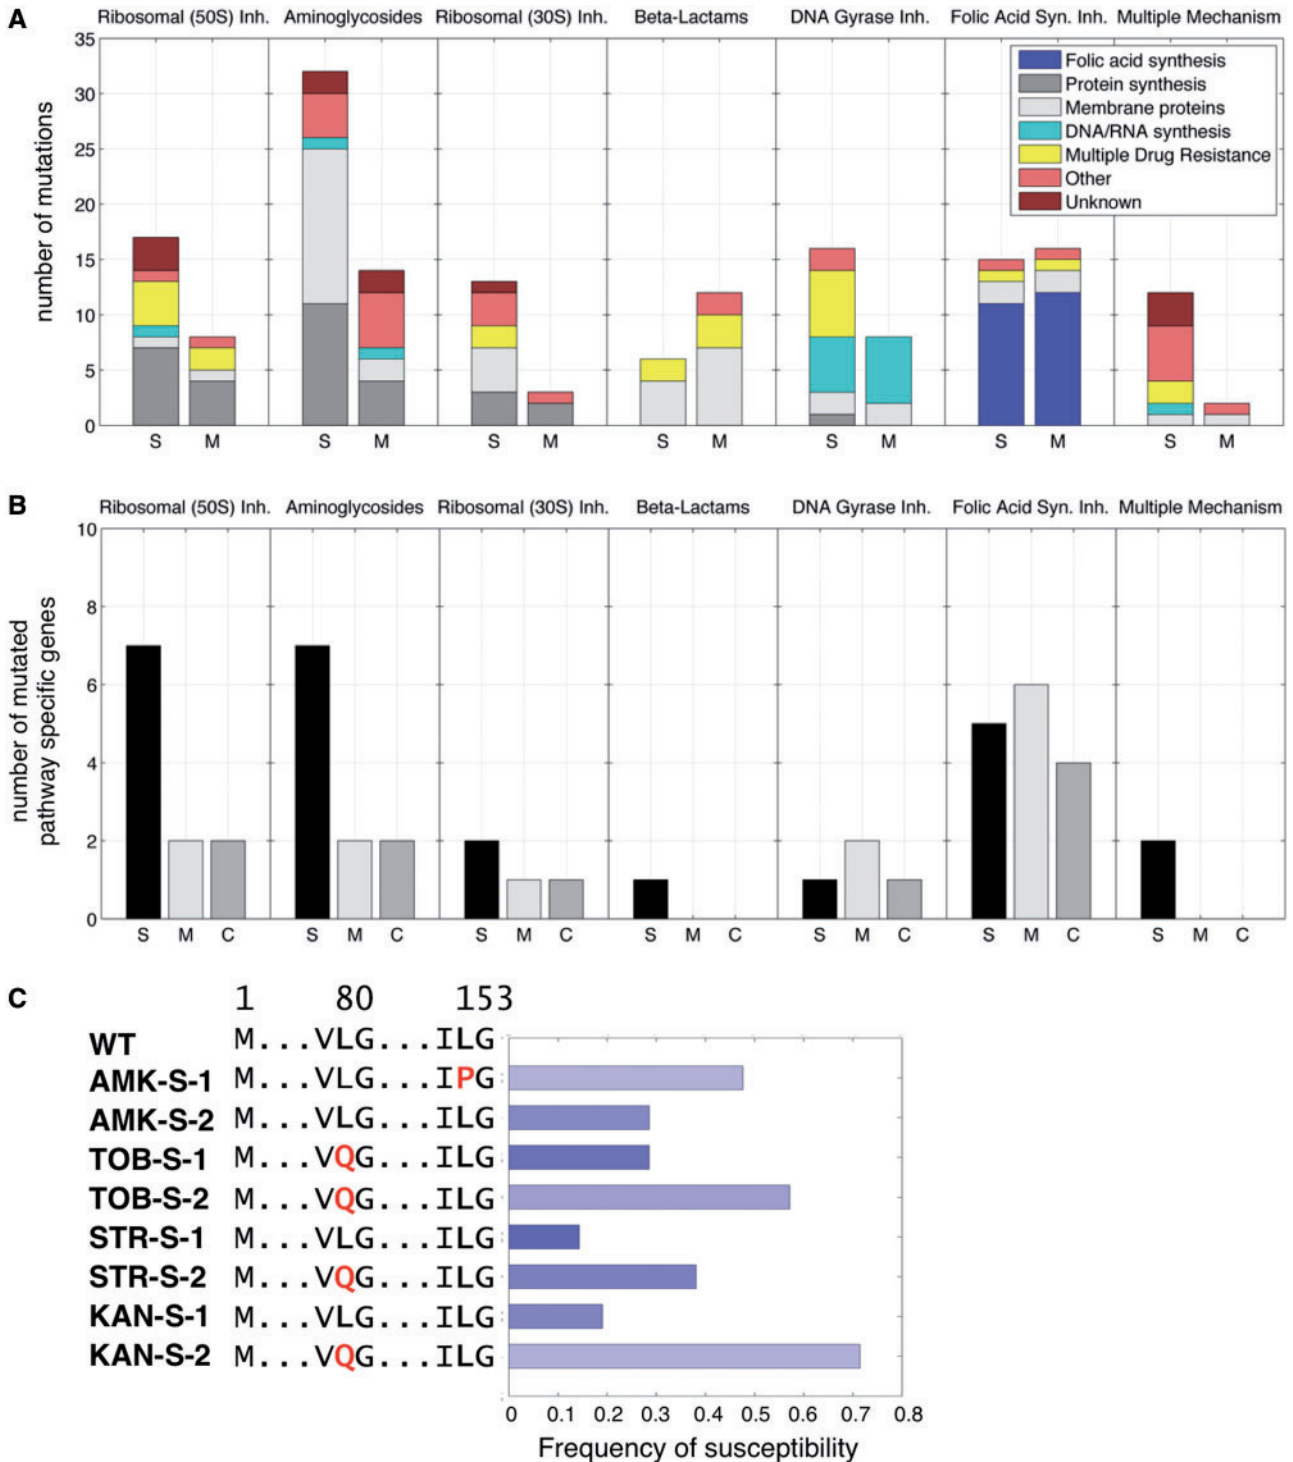 A
Ribosomal (50S) Inh. Aminoglycosides Ribosomal (30S) Inh. Beta-Lactams DNA Gyrase Inh. Folic Acid Syn. Inh. Multiple Mechanism
35
30
25
20
15
10
5
0
number of mutations
Folic acid synthesis
Protein synthesis
Membrane proteins
DNA/RNA synthesis
Multiple Drug Resistance
Other
Unknown
S M S M S M S M S M S M S M
B
Ribosomal (50S) Inh. Aminoglycosides Ribosomal (30S) Inh. Beta-Lactams DNA Gyrase Inh. Folic Acid Syn. Inh. Multiple Mechanism
10
8
6
4
2
0
number of mutated
pathway specific genes
S M C S M C S M C S M C S M C S M C S M C
C
1 80 153
WT M...VLG...ILG
AMK-S-1 M...VLG...IPG
AMK-S-2 M...VLG...ILG
TOB-S-1 M...VQG...ILG
TOB-S-2 M...VQG...ILG
STR-S-1 M...VLG...ILG
STR-S-2 M...VQG...ILG
KAN-S-1 M...VLG...ILG
KAN-S-2 M...VQG...ILG
0 0.1 0.2 0.3 0.4 0.5 0.6 0.7 0.8
Frequency of susceptibility